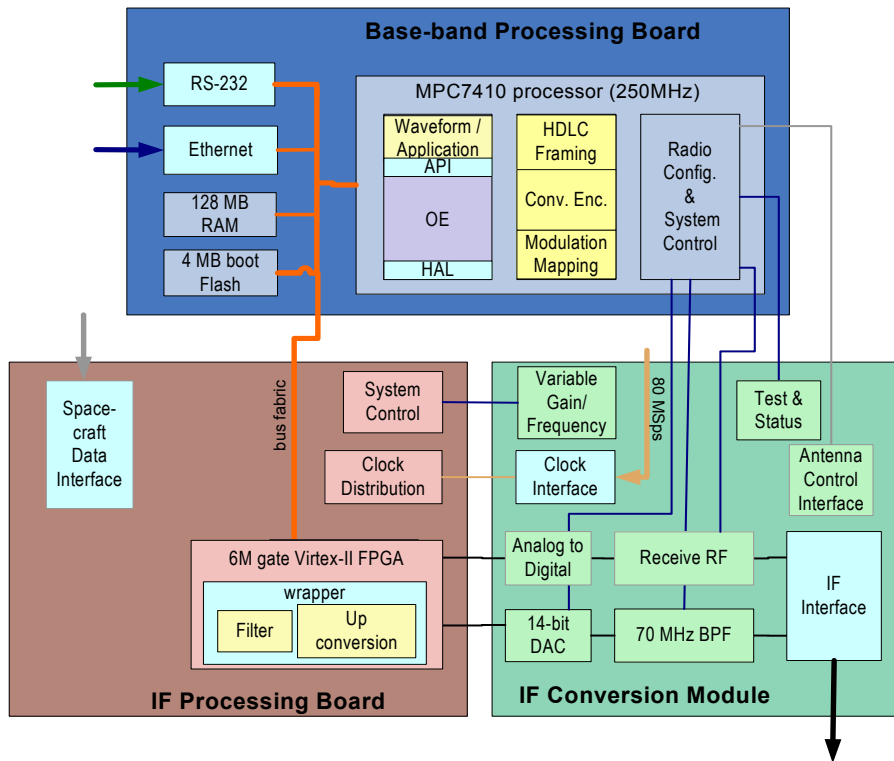 Base-band Processing Board
RS-232
Ethernet
128 MB
RAM
4 MB boot
Flash
MPC7410 processor (250MHz)
Waveform /
Application
API
OE
HAL
HDLC
Framing
Conv. Enc.
Modulation
Mapping
Radio
Config.
&
System
Control
Space-
craft
Data
Interface
bus fabric
System
Control
Clock
Distribution
6M gate Virtex-II FPGA
wrapper
Filter
Up
conversion
IF Processing Board
Variable
Gain/
Frequency
80 MSps
Clock
Interface
Test &
Status
Antenna
Control
Interface
Analog to
Digital
Receive RF
14-bit
DAC
70 MHz BPF
IF
Interface
IF Conversion Module